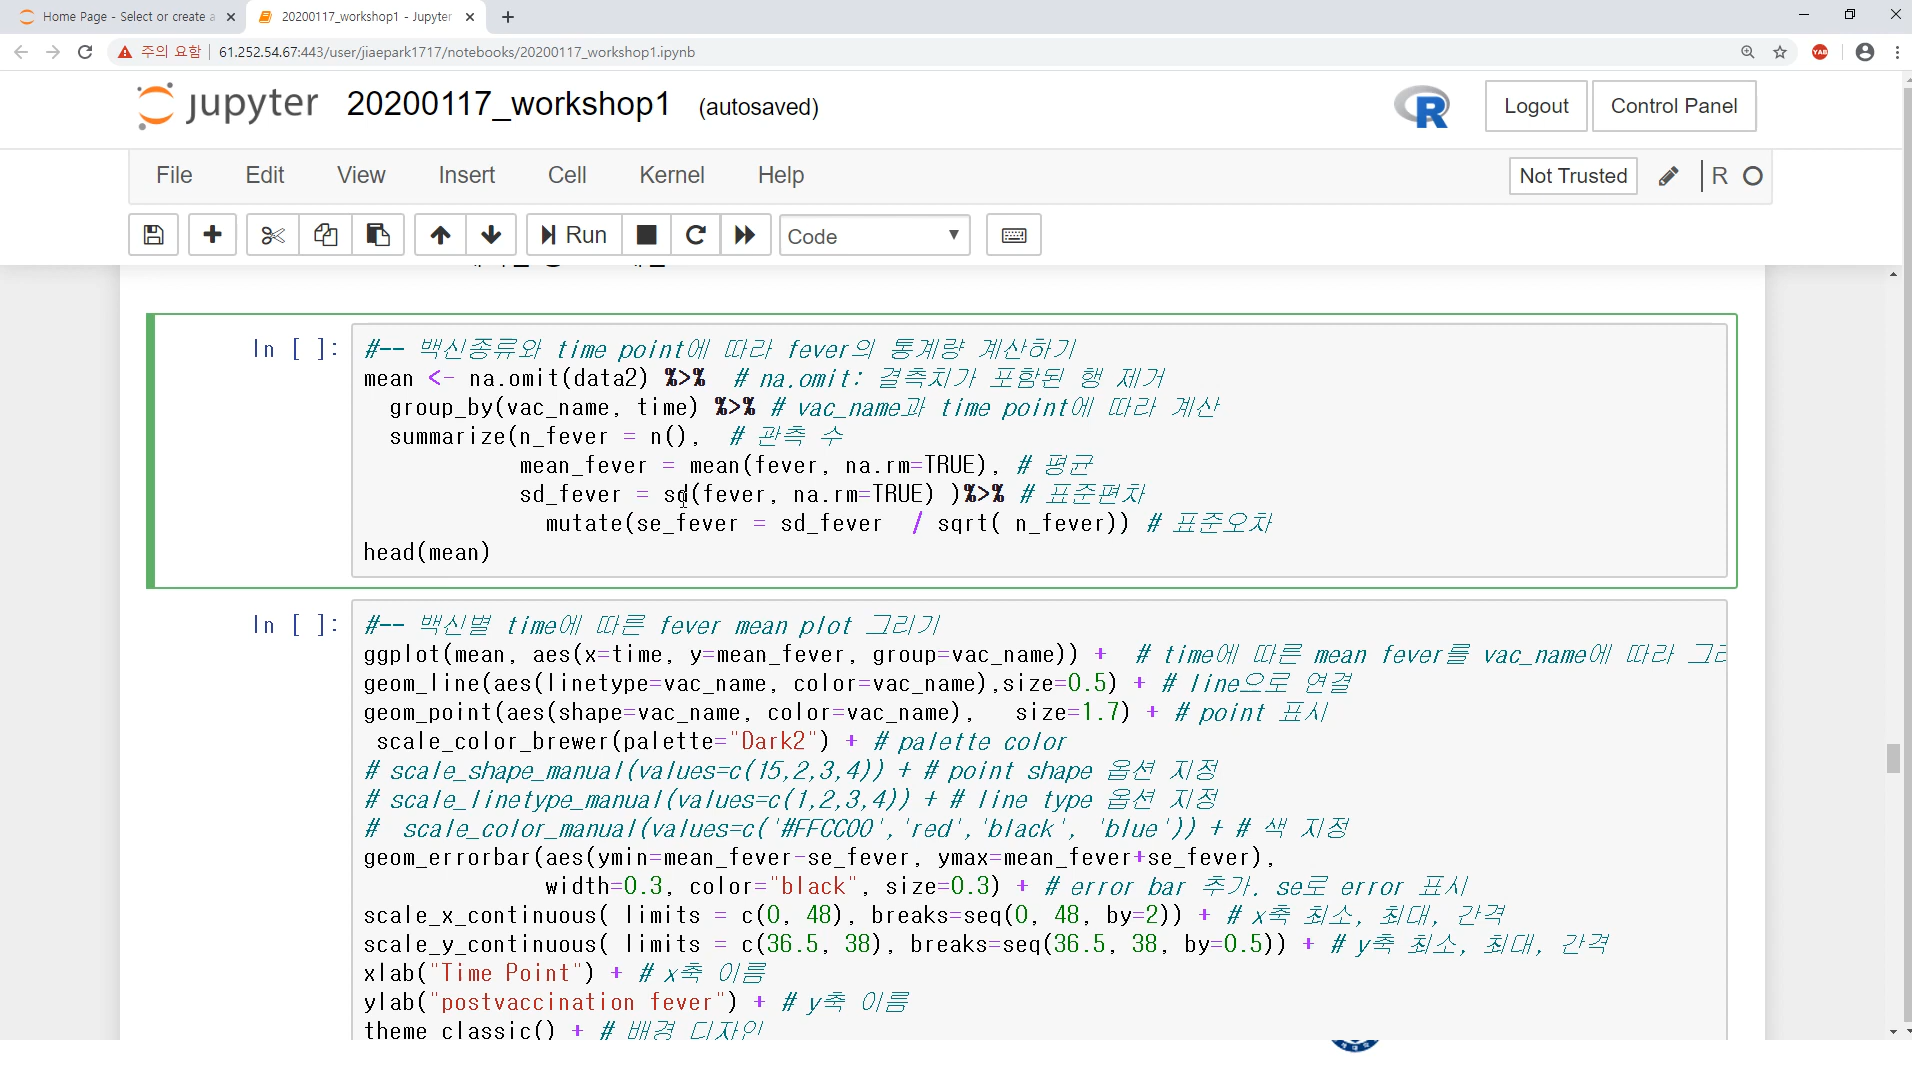 Home Page - Select or create a
20200117_workshop1 - Jupyter
주의 요함 | 61.252.54.67:443/user/jiaepark1717/notebooks/20200117_workshop1.ipynb
YAB
jupyter 20200117_workshop1 (autosaved)
R
Logout
Control Panel
File Edit View Insert Cell Kernel Help
Not Trusted
R
Run
Code
In [ ]:
#-- 백신종류와 time point에 따라 fever의 통계량 계산하기
mean <- na.omit(data2) %>% # na.omit: 결측치가 포함된 행 제거
group_by(vac_name, time) %>% # vac_name과 time point에 따라 계산
summarize(n_fever = n(), # 관측 수
mean_fever = mean(fever, na.rm=TRUE), # 평균
sd_fever = sd(fever, na.rm=TRUE) )%>% # 표준편차
mutate(se_fever = sd_fever / sqrt( n_fever)) # 표준오차
head(mean)
In [ ]:
#-- 백신별 time에 따른 fever mean plot 그리기
ggplot(mean, aes(x=time, y=mean_fever, group=vac_name)) + # time에 따른 mean fever를 vac_name에 따라
geom_line(aes(linetype=vac_name, color=vac_name),size=0.5) + # line으로 연결
geom_point(aes(shape=vac_name, color=vac_name), size=1.7) + # point 표시
scale_color_brewer(palette="Dark2") + # palette color
# scale_shape_manual(values=c(15,2,3,4)) + # point shape 옵션 지정
# scale_linetype_manual(values=c(1,2,3,4)) + # line type 옵션 지정
# scale_color_manual(values=c('#FFCC00','red','black', 'blue')) + # 색 지정
geom_errorbar(aes(ymin=mean_fever-se_fever, ymax=mean_fever+se_fever),
width=0.3, color="black", size=0.3) + # error bar 추가. se로 error 표시
scale_x_continuous( limits = c(0, 48), breaks=seq(0, 48, by=2)) + # x축 최소, 최대, 간격
scale_y_continuous( limits = c(36.5, 38), breaks=seq(36.5, 38, by=0.5)) + # y축 최소, 최대, 간격
xlab("Time Point") + # x축 이름
ylab("postvaccination fever") + # y축 이름
theme_classic() + # 배경 디자인